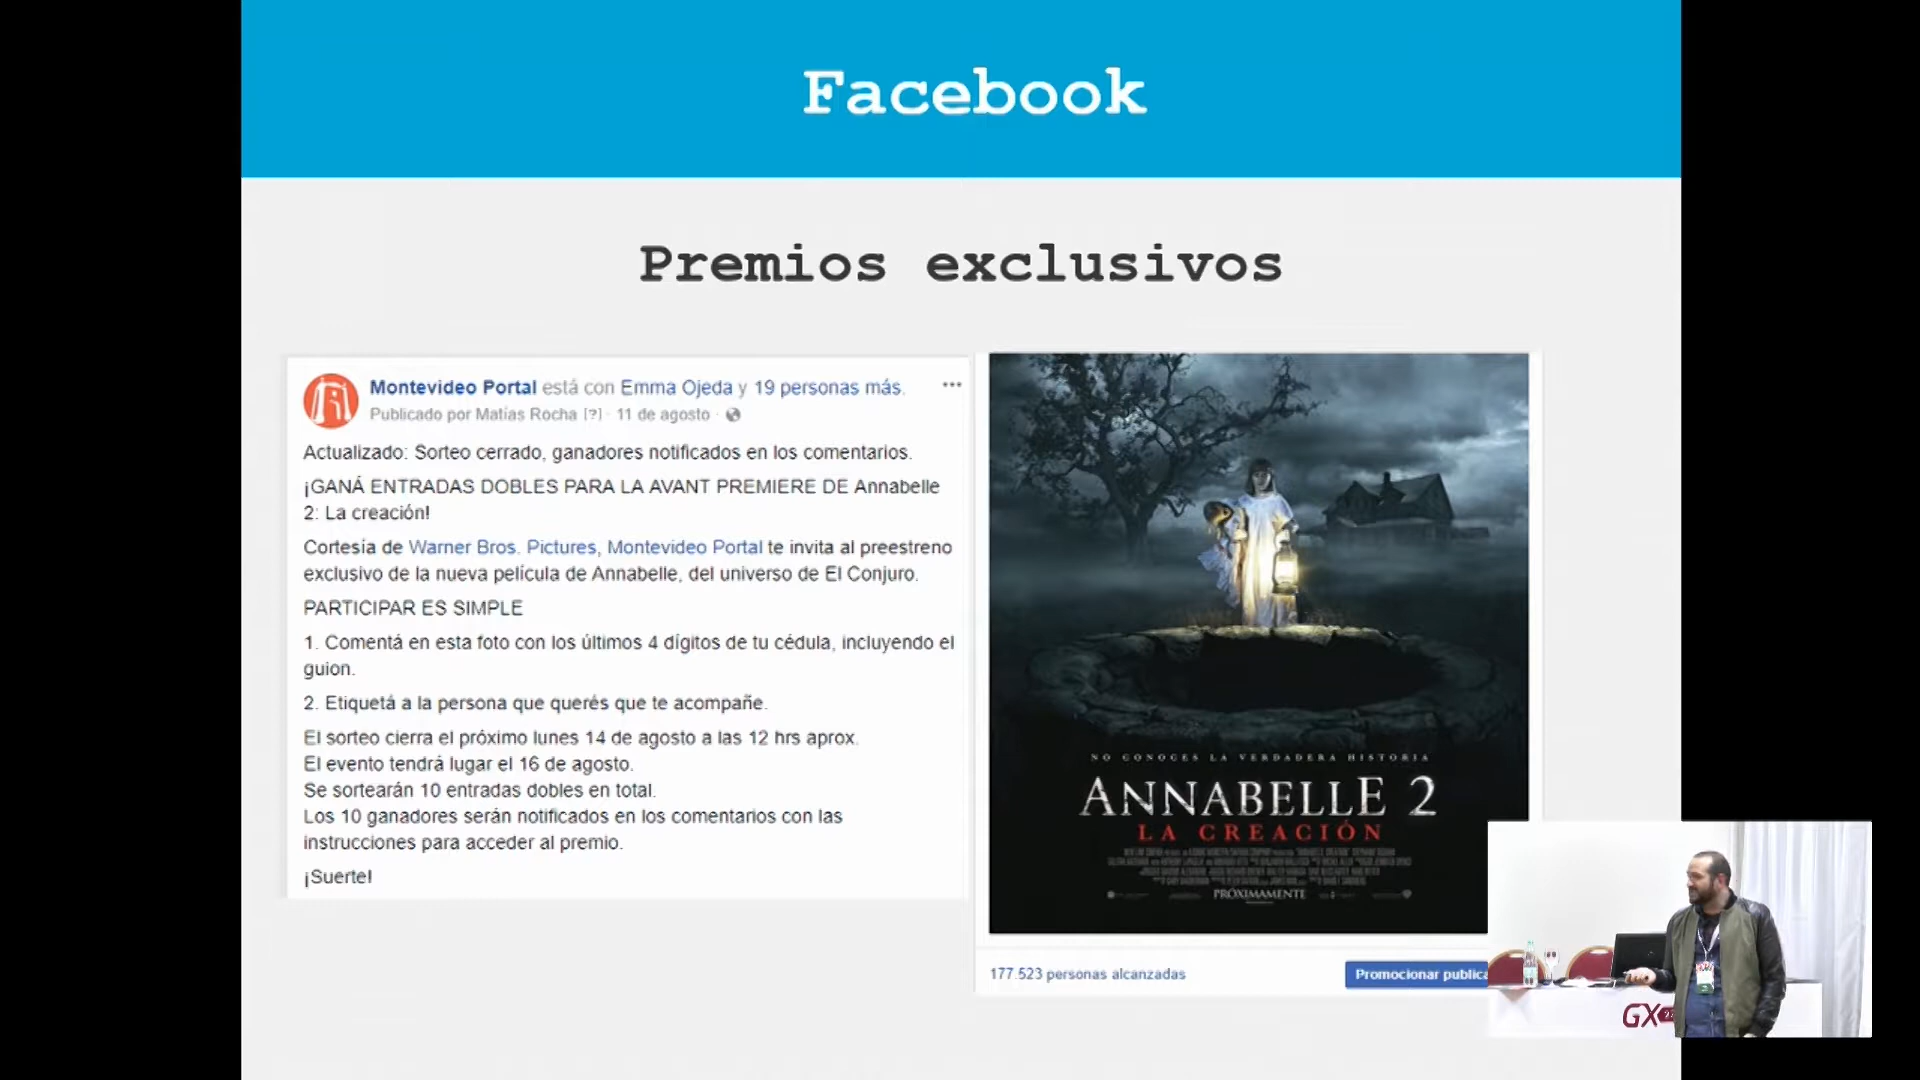 Facebook
Premios exclusivos
Montevideo Portal está con Emma Ojeda y 19 personas más.
Publicado por Matías Rocha [?] · 11 de agosto ·
Actualizado: Sorteo cerrado, ganadores notificados en los comentarios.
¡GANÁ ENTRADAS DOBLES PARA LA AVANT PREMIERE DE Annabelle
2: La creación!
Cortesía de Warner Bros. Pictures, Montevideo Portal te invita al preestreno
exclusivo de la nueva película de Annabelle, del universo de El Conjuro.
PARTICIPAR ES SIMPLE
1. Comentá en esta foto con los últimos 4 dígitos de tu cédula, incluyendo el
guion.
2. Etiquetá a la persona que querés que te acompañe.
El sorteo cierra el próximo lunes 14 de agosto a las 12 hrs aprox.
El evento tendrá lugar el 16 de agosto.
Se sortearán 10 entradas dobles en total.
Los 10 ganadores serán notificados en los comentarios con las
instrucciones para acceder al premio.
¡Suerte!
NO CONOCES LA VERDADERA HISTORIA
ANNABELLE 2
LA CREACIÓN
PRÓXIMAMENTE
177.523 personas alcanzadas
Promocionar publica
GX